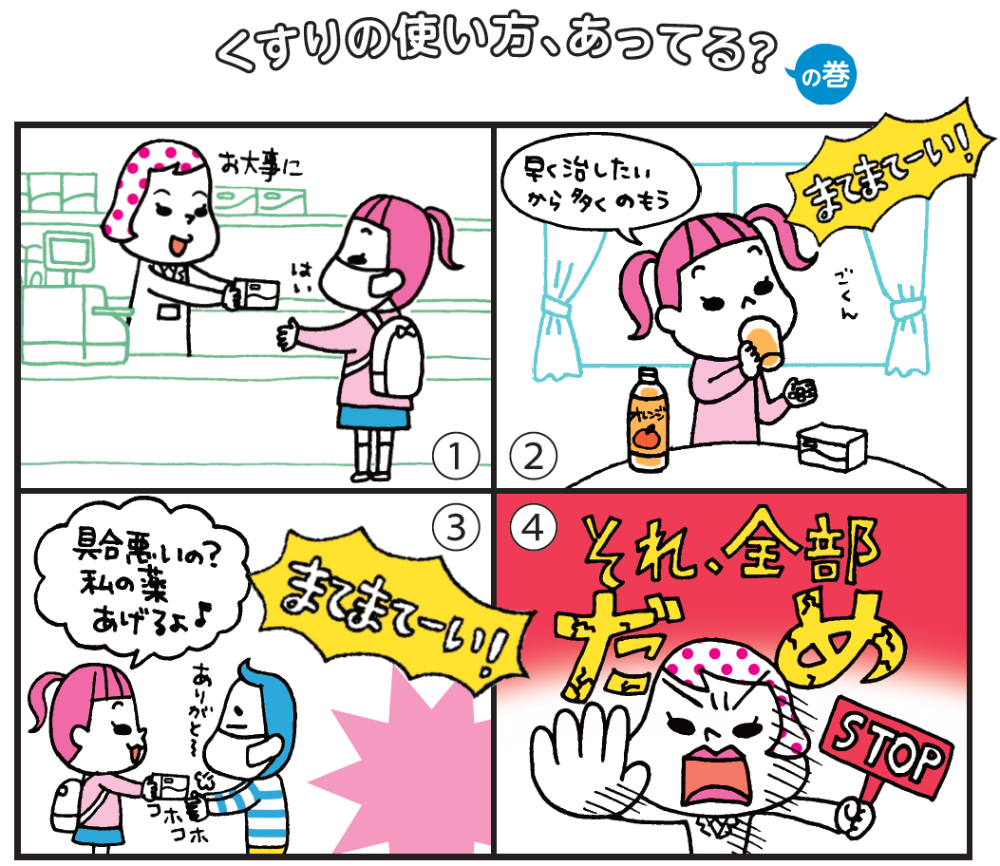 くすりの使い方、あってる?
の巻
お大事に
はい
①
早く治したい
から多くのもう
まてまてーい!
ごくん
オレンジ
②
③
具合悪いの?
私の薬
あげるよ♪
まてまてーい!
ありがと〜
コホ
コホ
④
それ、全部
だめ
STOP